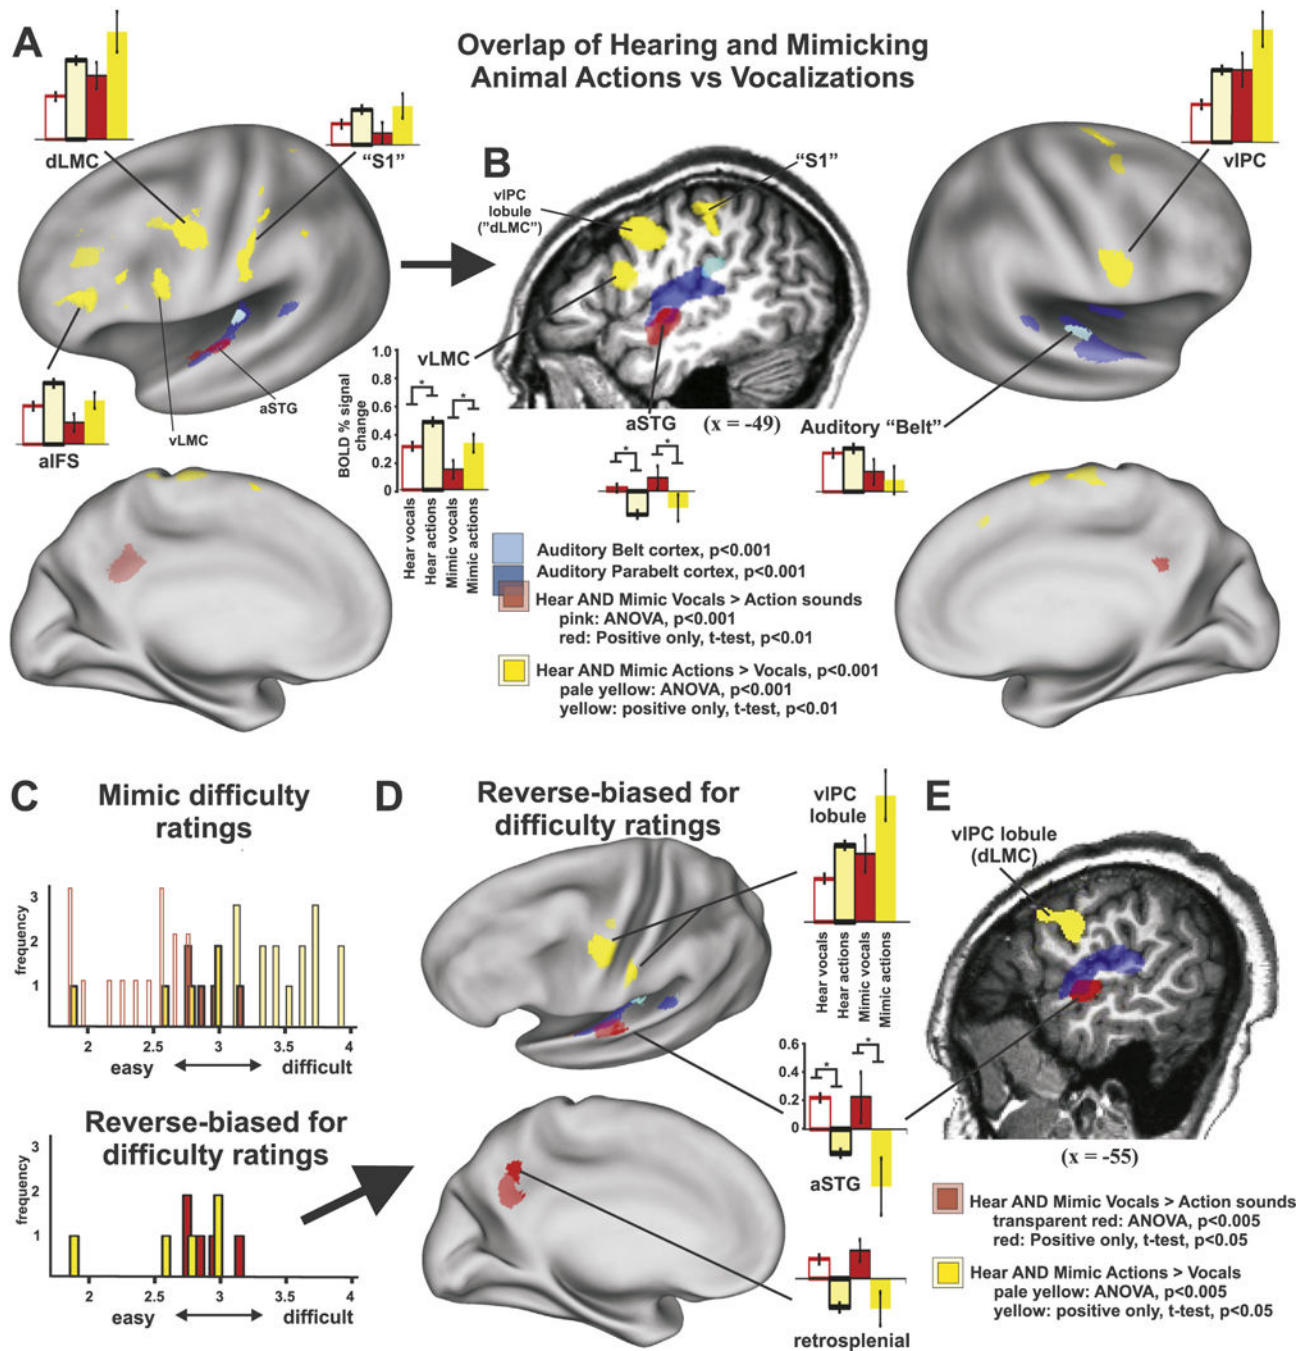 A
Overlap of Hearing and Mimicking
Animal Actions vs Vocalizations
dLMC
"S1"
B
"S1"
vIPC
lobule
("dLMC")
vIPC
vLMC
aSTG
aIFS
vLMC
BOLD % signal
change
1.0
0.8
0.6
0.4
0.2
0
*
*
Hear vocals
Hear actions
Mimic vocals
Mimic actions
aSTG
(x = -49)
*
*
Auditory "Belt"
Auditory Belt cortex, p<0.001
Auditory Parabelt cortex, p<0.001
Hear AND Mimic Vocals > Action sounds
pink: ANOVA, p<0.001
red: Positive only, t-test, p<0.01
Hear AND Mimic Actions > Vocals, p<0.001
pale yellow: ANOVA, p<0.001
yellow: positive only, t-test, p<0.01
C
Mimic difficulty
ratings
frequency
3
2
1
2
2.5
3
3.5
4
easy
difficult
Reverse-biased for
difficulty ratings
frequency
3
2
1
2
2.5
3
3.5
4
easy
difficult
D
Reverse-biased for
difficulty ratings
vIPC
lobule
Hear vocals
Hear actions
Mimic vocals
Mimic actions
0.6
0.4
0.2
0
*
*
aSTG
retrosplenial
E
vIPC lobule
(dLMC)
(x = -55)
Hear AND Mimic Vocals > Action sounds
transparent red: ANOVA, p<0.005
red: Positive only, t-test, p<0.05
Hear AND Mimic Actions > Vocals
pale yellow: ANOVA, p<0.005
yellow: positive only, t-test, p<0.05